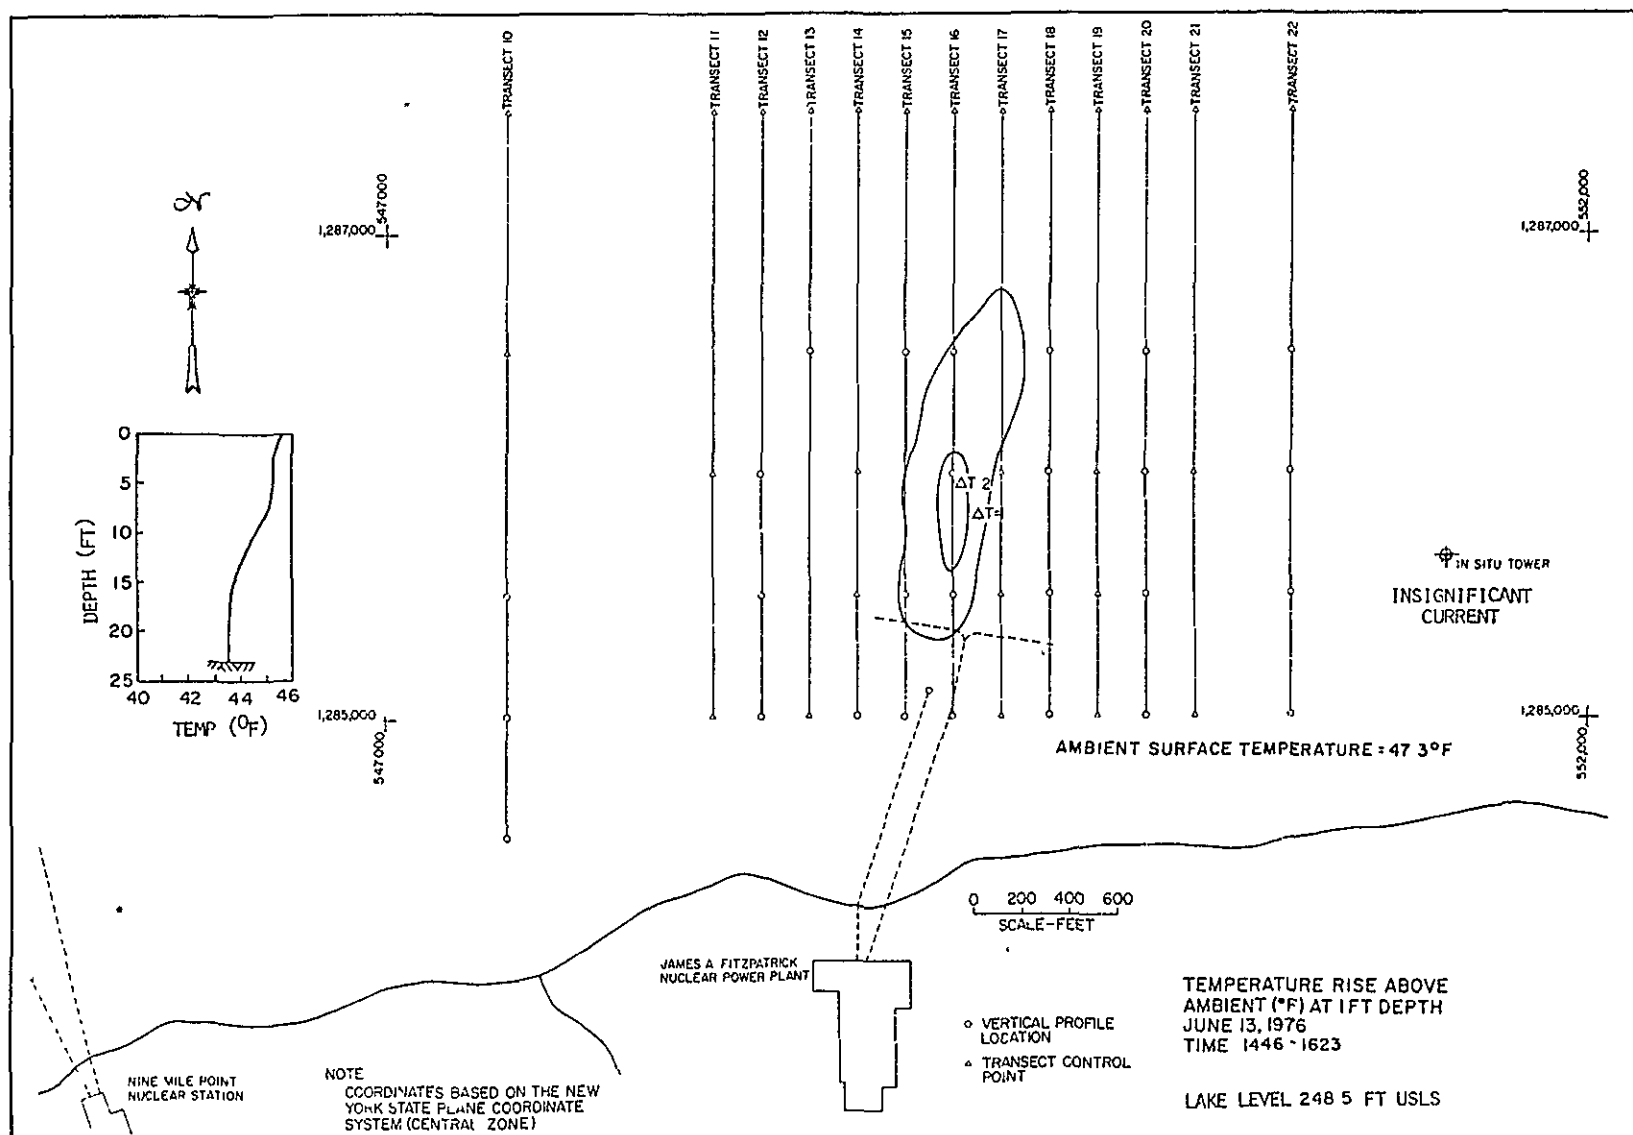 TRANSECT 10
TRANSECT 11
TRANSECT 12
TRANSECT 13
TRANSECT 14
TRANSECT 15
TRANSECT 16
TRANSECT 17
TRANSECT 18
TRANSECT 19
TRANSECT 20
TRANSECT 21
TRANSECT 22
547000
1,287,000
552,000
1,287,000
0
5
10
15
20
25
DEPTH (FT)
40 42 44 46
TEMP (°F)
ΔT 2
ΔT=1
IN SITU TOWER
INSIGNIFICANT
CURRENT
1,285,000
547000
1,285,000
552,000
AMBIENT SURFACE TEMPERATURE = 47 3°F
0 200 400 600
SCALE-FEET
JAMES A FITZPATRICK
NUCLEAR POWER PLANT
VERTICAL PROFILE
LOCATION
TRANSECT CONTROL
POINT
TEMPERATURE RISE ABOVE
AMBIENT (°F) AT 1 FT DEPTH
JUNE 13, 1976
TIME 1446-1623
LAKE LEVEL 248 5 FT USLS
NINE MILE POINT
NUCLEAR STATION
NOTE
COORDINATES BASED ON THE NEW
YORK STATE PLANE COORDINATE
SYSTEM (CENTRAL ZONE)